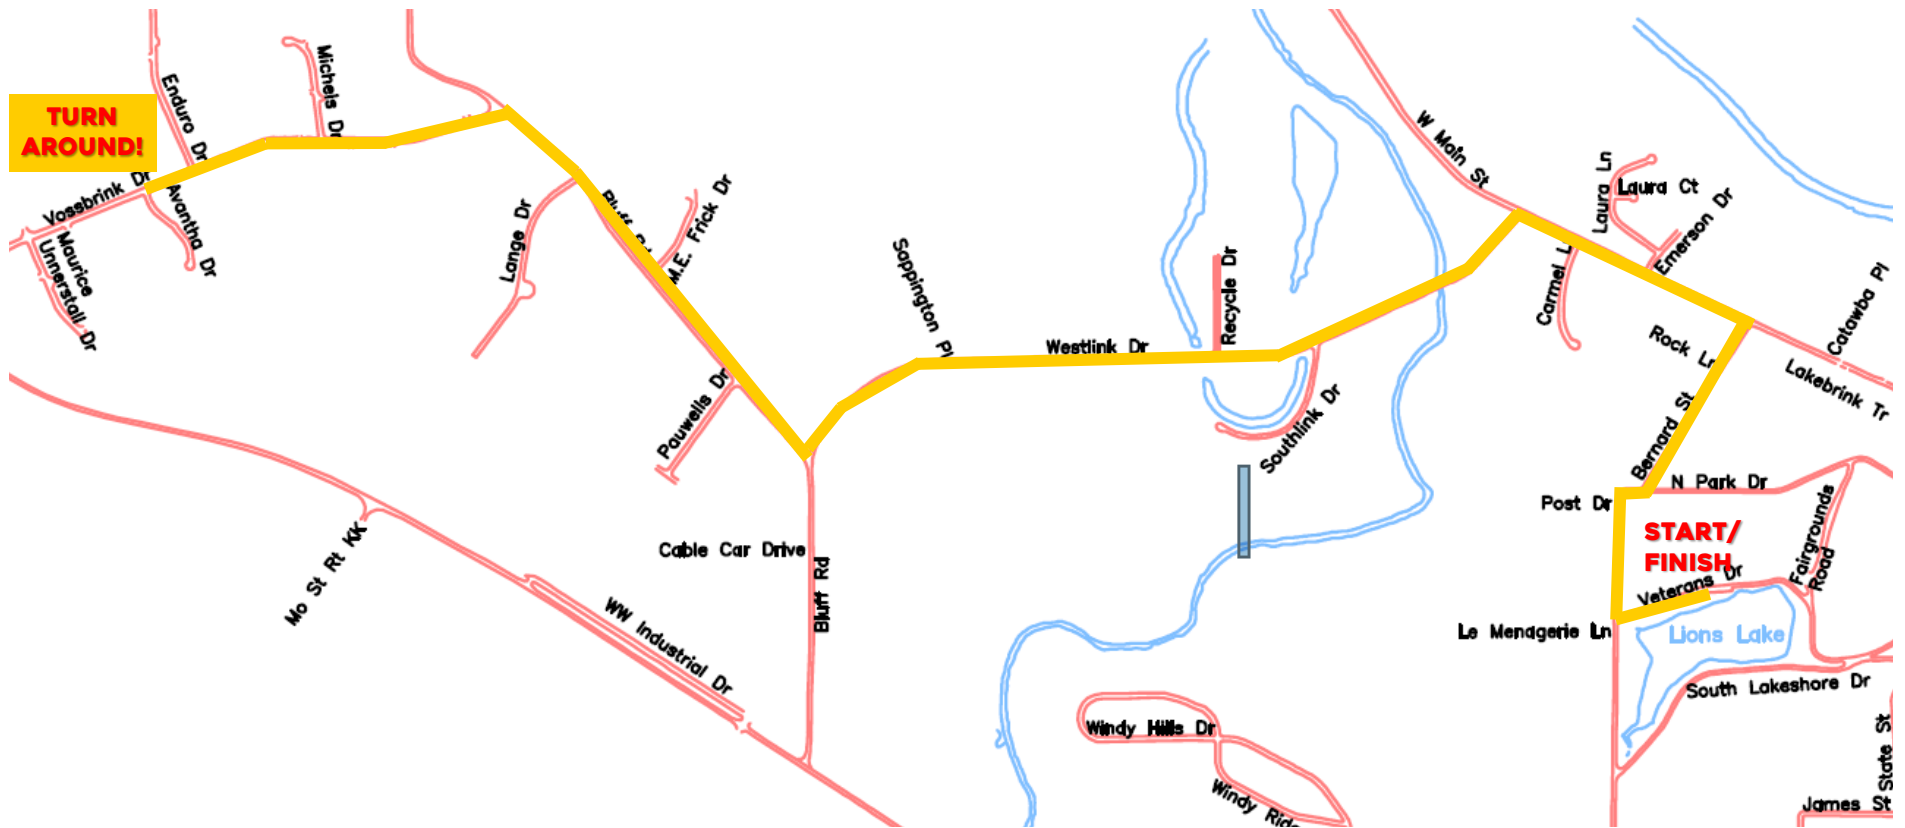 TURN
AROUND!
Enduro Dr
Michels Dr
Vossbrink Dr
Avantha Dr
Maurice
Unnerstall Dr
Lange Dr
Bluff Rd
M.E. Frick Dr
Pauwells Dr
Sappington Pl
Westlink Dr
Recycle Dr
Southlink Dr
W Main St
Laura Ln
Laura Ct
Emerson Dr
Carmel L
Catawba Pl
Rock Ln
Lakebrink Tr
Bernard St
N Park Dr
Post Dr
START/
FINISH
Fairgrounds
Road
Veterans Dr
Lions Lake
Le Menagerie Ln
South Lakeshore Dr
State St
James St
Mo St Rt KK
Cable Car Drive
Bluff Rd
WW Industrial Dr
Windy Hills Dr
Windy